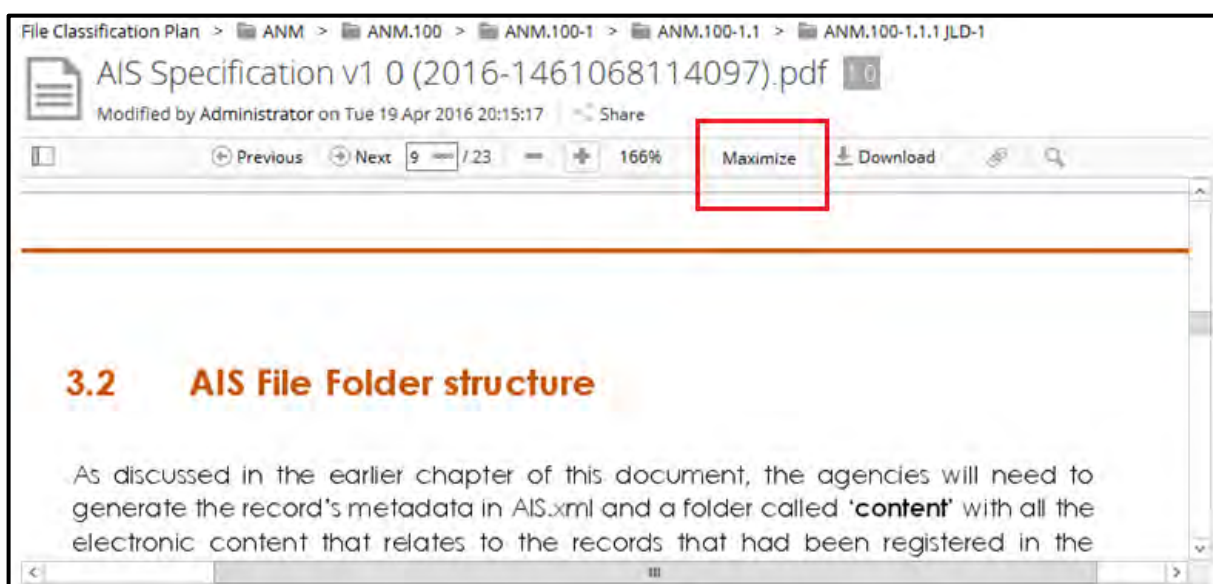 File Classification Plan > ANM > ANM.100 > ANM.100-1 > ANM.100-1.1 > ANM.100-1.1.1 JLD-1
AIS Specification v1 0 (2016-1461068114097).pdf 1.0
Modified by Administrator on Tue 19 Apr 2016 20:15:17 Share
Previous Next 9 / 23 166% Maximize Download
3.2 AIS File Folder structure
As discussed in the earlier chapter of this document, the agencies will need to
generate the record's metadata in AIS.xml and a folder called 'content' with all the
electronic content that relates to the records that had been registered in the